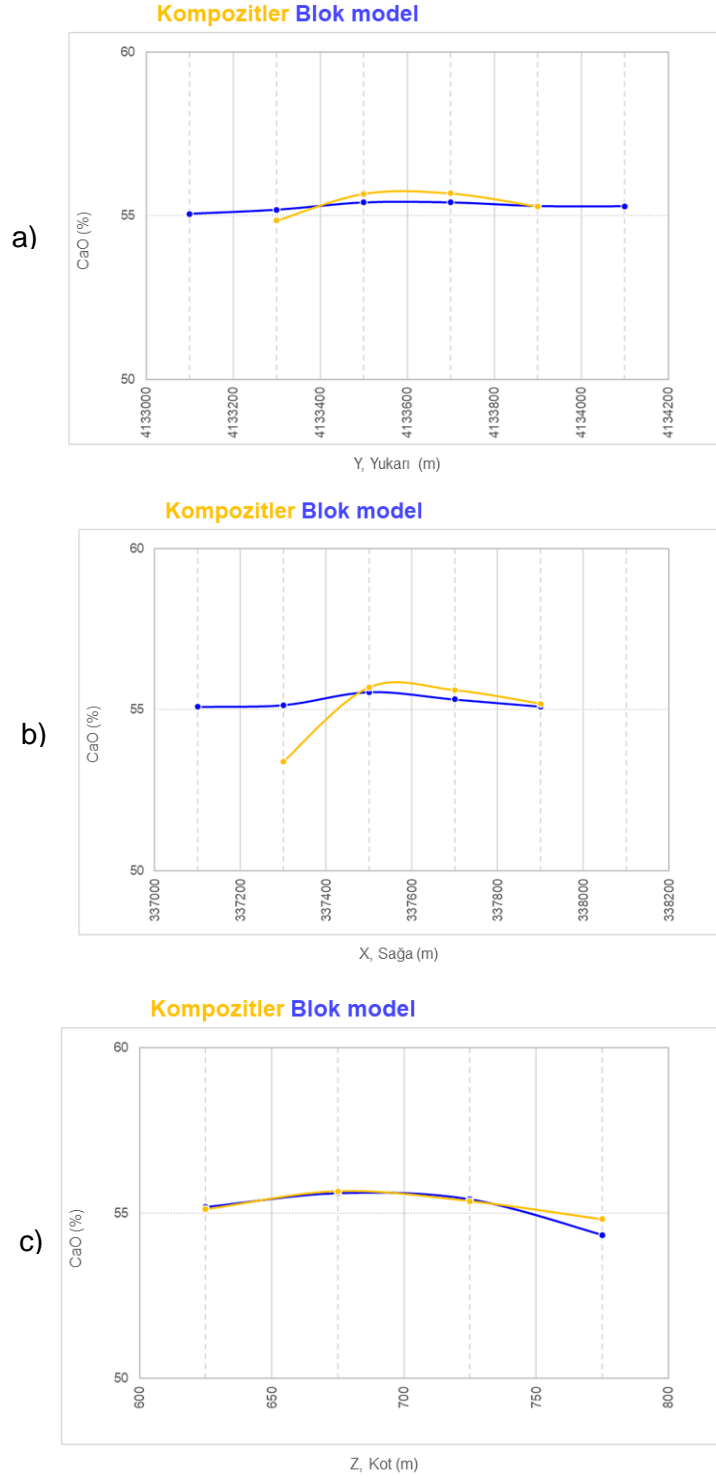 Kompozitler Blok model
a)
CaO (%)
60
55
50
4133000
4133200
4133400
4133600
4133800
4134000
4134200
Y, Yukarı (m)
Kompozitler Blok model
b)
CaO (%)
60
55
50
337000
337200
337400
337600
337800
338000
338200
X, Sağa (m)
Kompozitler Blok model
c)
CaO (%)
60
55
50
600
650
700
750
800
Z, Kot (m)